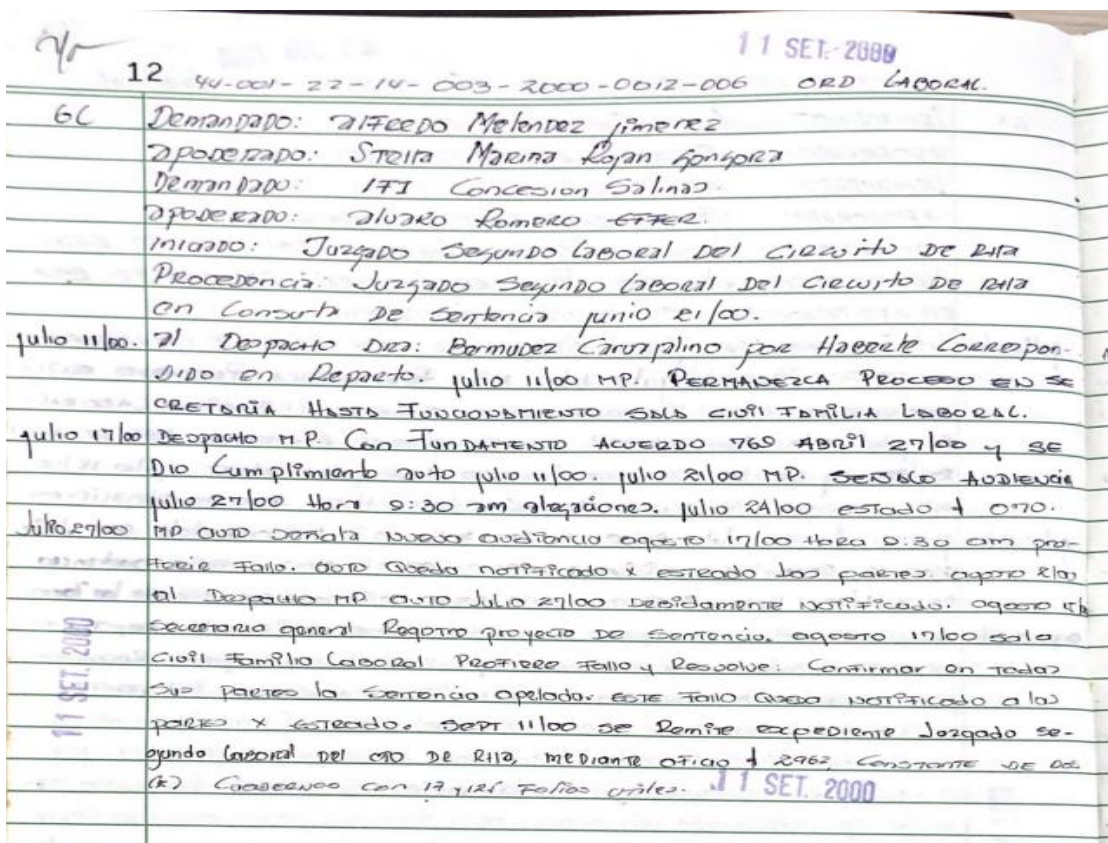 11 SET. 2000
12 44-001-22-14-003-2000-0012-006 ORD LABORAL.
6C Demandado: alfredo Melendez jimenez
apoderado: Stella Marina Rojan Gongora
Demandado: IFI Concesion Salinas.
apoderado: alvaro Romero
iniciado: Juzgado Segundo Laboral Del Circuito De Rha
Procedencia: Juzgado Segundo Laboral Del Circuito De Rha
en Consulta De Sentencia junio 21/00.
julio 11/00. al Despacho Dra: Bermudez por Haberle Correspon-
dido en Reparto. julio 11/00 MP. PERMANEZCA PROCESO EN SE
CRETARIA HASTA FUNCIONAMIENTO SALA CIVIL FAMILIA LABORAL.
julio 17/00 Despacho M.P. Con FUNDAMENTO ACUERDO 760 ABRIL 27/00 y SE
Dio Cumplimiento auto julio 11/00. julio 21/00 MP. SEÑALO AUDIENCIA
julio 27/00 Hora 9:30 am alegaciones. julio 24/00 estado # 070.
Julio 27/00 MP auto señala nueva audiencia agosto 17/00 Hora 9:30 am pro-
ferir Fallo. auto Queda notificado x estrado las partes agosto 2/00
al Despacho MP auto Julio 27/00 Debidamente Notificado. agosto
Secretaria general Registro proyecto De Sentencia. agosto 17/00 sala
Civil Familia Laboral Profiere Fallo y Resuelve: Confirmar en Todas
Sus partes la Sentencia apelada. Este Fallo Quedo Notificado a las
partes x Estrado. Sept 11/00 se Remite expediente Juzgado se-
gundo Laboral Del cto De Rha, mediante oficio # 2962 Constante De Dos
Cuadernos con 17 y 121 Folios utiles. 11 SET. 2000
11 SET. 2000